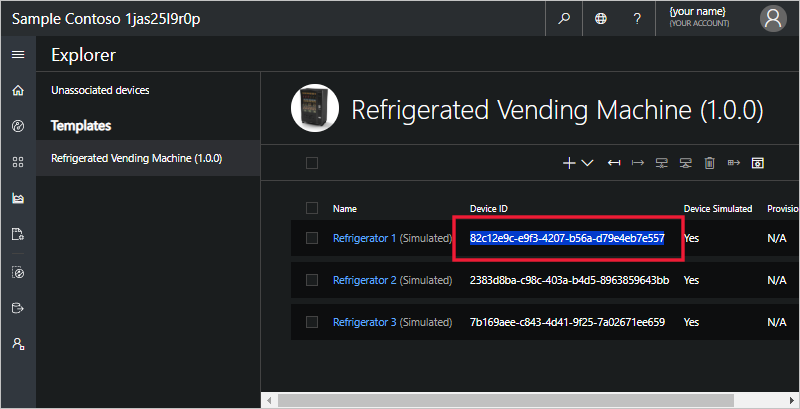 Sample Contoso 1jas25l9r0p
?
{your name}
(YOUR ACCOUNT)
Explorer
Unassociated devices
Templates
Refrigerated Vending Machine (1.0.0)
Refrigerated Vending Machine (1.0.0)
Name Device ID Device Simulated Provision
Refrigerator 1 (Simulated) 82c12e9c-e9f3-4207-b56a-d79e4eb7e557 Yes N/A
Refrigerator 2 (Simulated) 2383d8ba-c98c-403a-b4d5-8963859643bb Yes N/A
Refrigerator 3 (Simulated) 7b169aee-c843-4d41-9f25-7a02671ee659 Yes N/A